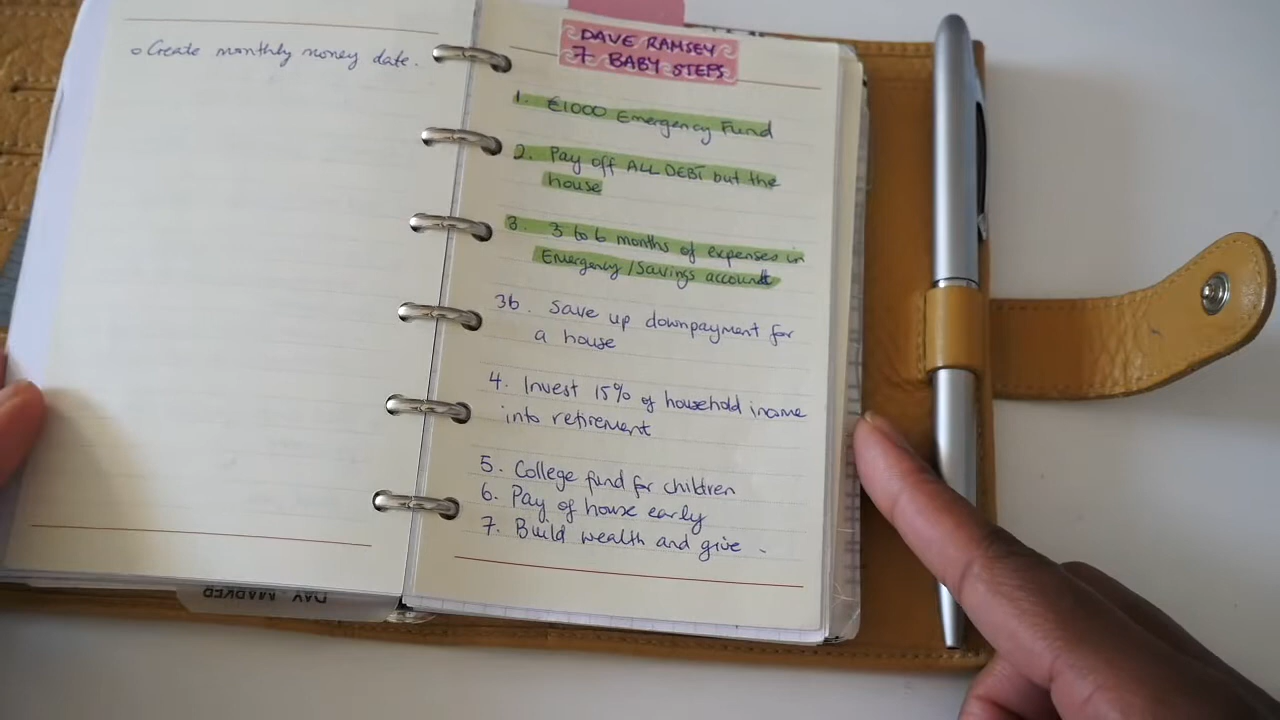 Create monthly money date.
DAVE RAMSEY
7 BABY STEPS
1. €1000 Emergency Fund
2. Pay off ALL DEBT but the
house
3. 3 to 6 months of expenses in
Emergency / Savings account
3b. Save up downpayment for
a house
4. Invest 15% of household income
into retirement
5. College fund for children
6. Pay of house early
7. Build wealth and give.